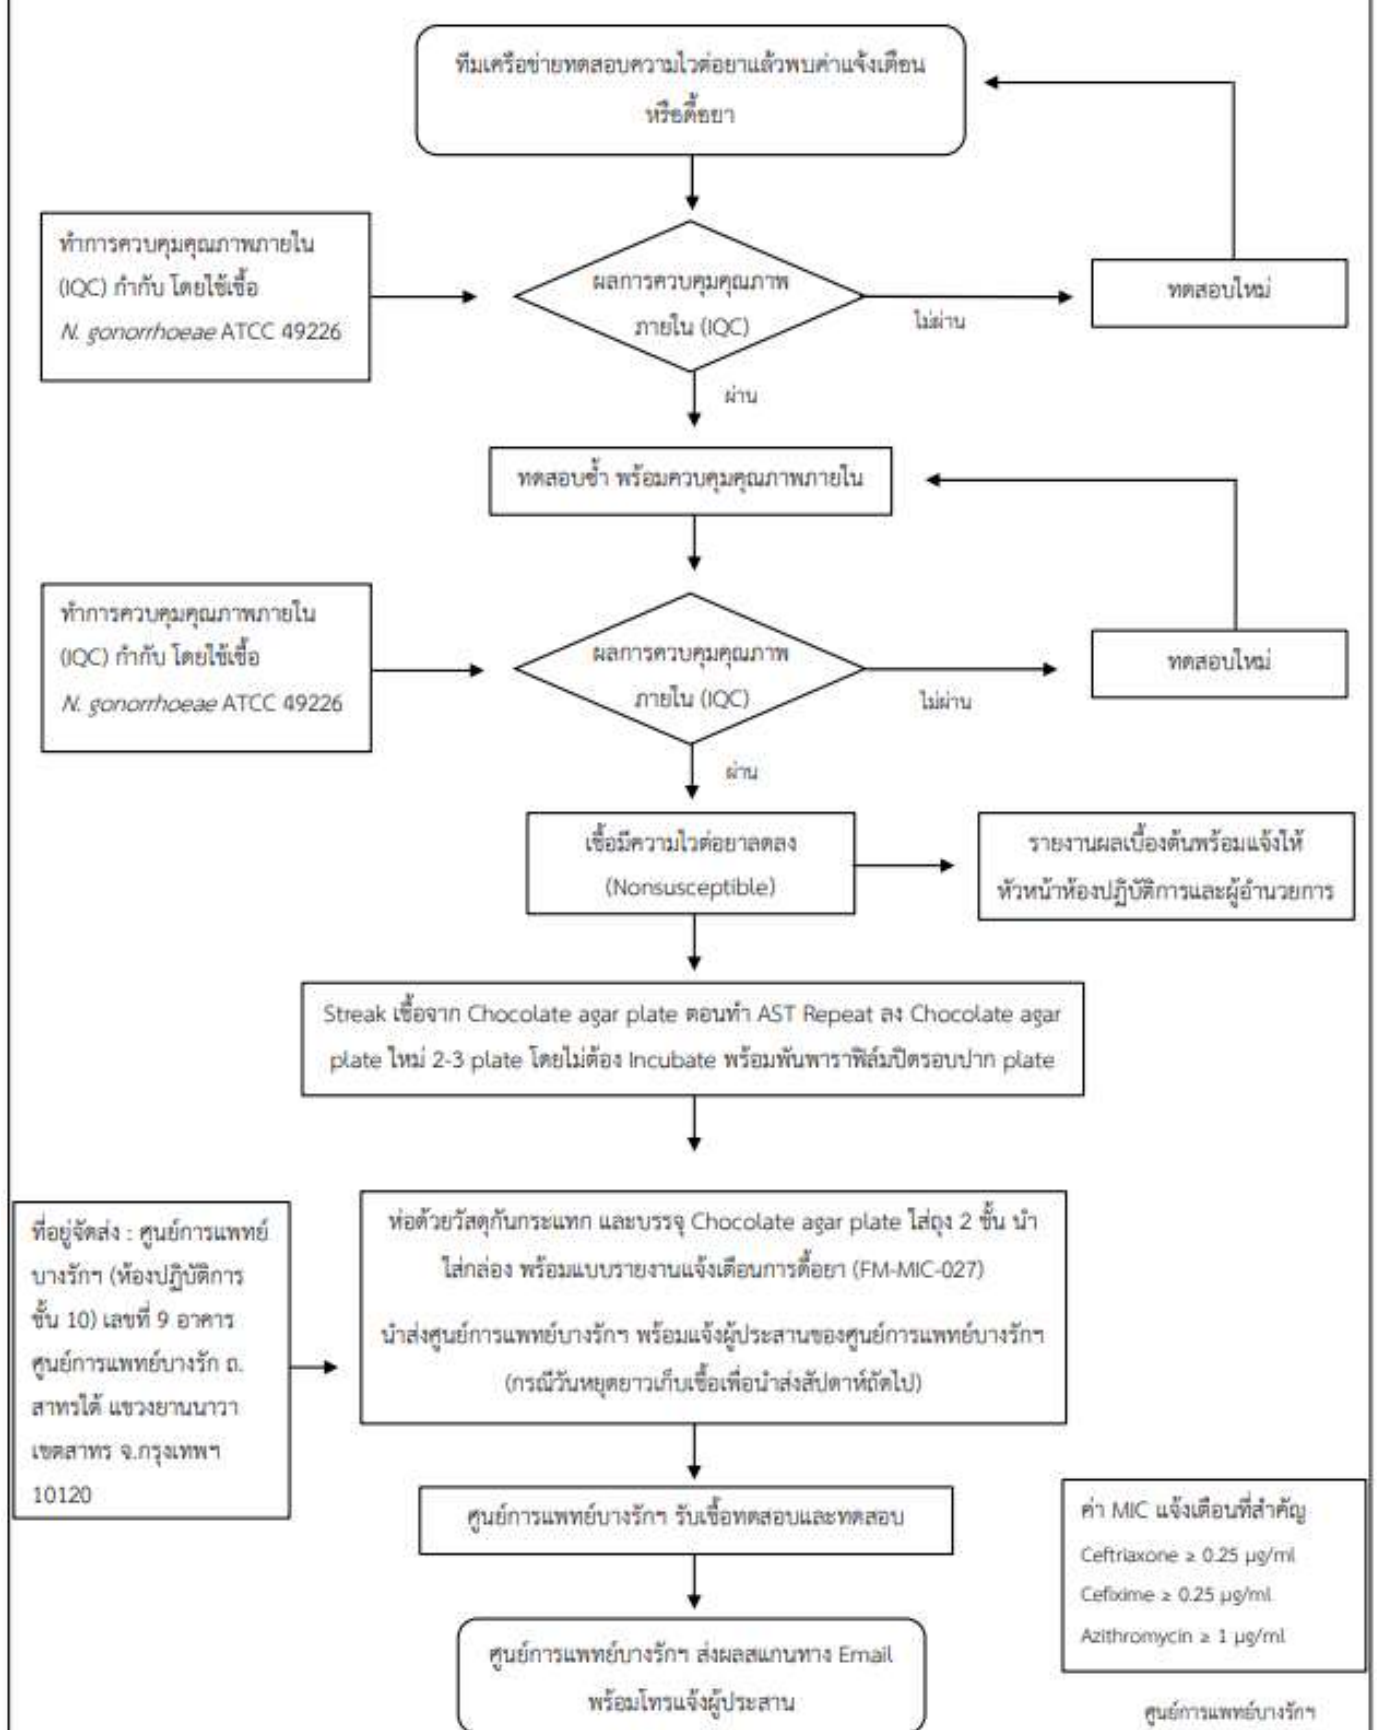 ทีมเครือข่ายทดสอบความไวต่อยาแล้วพบค่าแจ้งเตือน
หรือดื้อยา
ทำการควบคุมคุณภาพภายใน
(IQC) กำกับ โดยใช้เชื้อ
N. gonorrhoeae ATCC 49226
ผลการควบคุมคุณภาพ
ภายใน (IQC)
ไม่ผ่าน
ทดสอบใหม่
ผ่าน
ทดสอบซ้ำ พร้อมควบคุมคุณภาพภายใน
ทำการควบคุมคุณภาพภายใน
(IQC) กำกับ โดยใช้เชื้อ
N. gonorrhoeae ATCC 49226
ผลการควบคุมคุณภาพ
ภายใน (IQC)
ไม่ผ่าน
ทดสอบใหม่
ผ่าน
เชื้อมีความไวต่อยาลดลง
(Nonsusceptible)
รายงานผลเบื้องต้นพร้อมแจ้งให้
หัวหน้าห้องปฏิบัติการและผู้อำนวยการ
Streak เชื้อจาก Chocolate agar plate ตอนทำ AST Repeat ลง Chocolate agar
plate ใหม่ 2-3 plate โดยไม่ต้อง Incubate พร้อมพันพาราฟิล์มปิดรอบปาก plate
ที่อยู่จัดส่ง : ศูนย์การแพทย์
บางรักฯ (ห้องปฏิบัติการ
ชั้น 10) เลขที่ 9 อาคาร
ศูนย์การแพทย์บางรัก ถ.
สาทรใต้ แขวงยานนาวา
เขตสาทร จ.กรุงเทพฯ
10120
ห่อด้วยวัสดุกันกระแทก และบรรจุ Chocolate agar plate ใส่ถุง 2 ชั้น นำ
ใส่กล่อง พร้อมแบบรายงานแจ้งเตือนการดื้อยา (FM-MIC-027)
นำส่งศูนย์การแพทย์บางรักฯ พร้อมแจ้งผู้ประสานของศูนย์การแพทย์บางรักฯ
(กรณีวันหยุดยาวเก็บเชื้อเพื่อนำส่งสัปดาห์ถัดไป)
ศูนย์การแพทย์บางรักฯ รับเชื้อทดสอบและทดสอบ
ค่า MIC แจ้งเตือนที่สำคัญ
Ceftriaxone ≥ 0.25 µg/ml
Cefixime ≥ 0.25 µg/ml
Azithromycin ≥ 1 µg/ml
ศูนย์การแพทย์บางรักฯ ส่งผลสแกนทาง Email
พร้อมโทรแจ้งผู้ประสาน
ศูนย์การแพทย์บางรักฯ